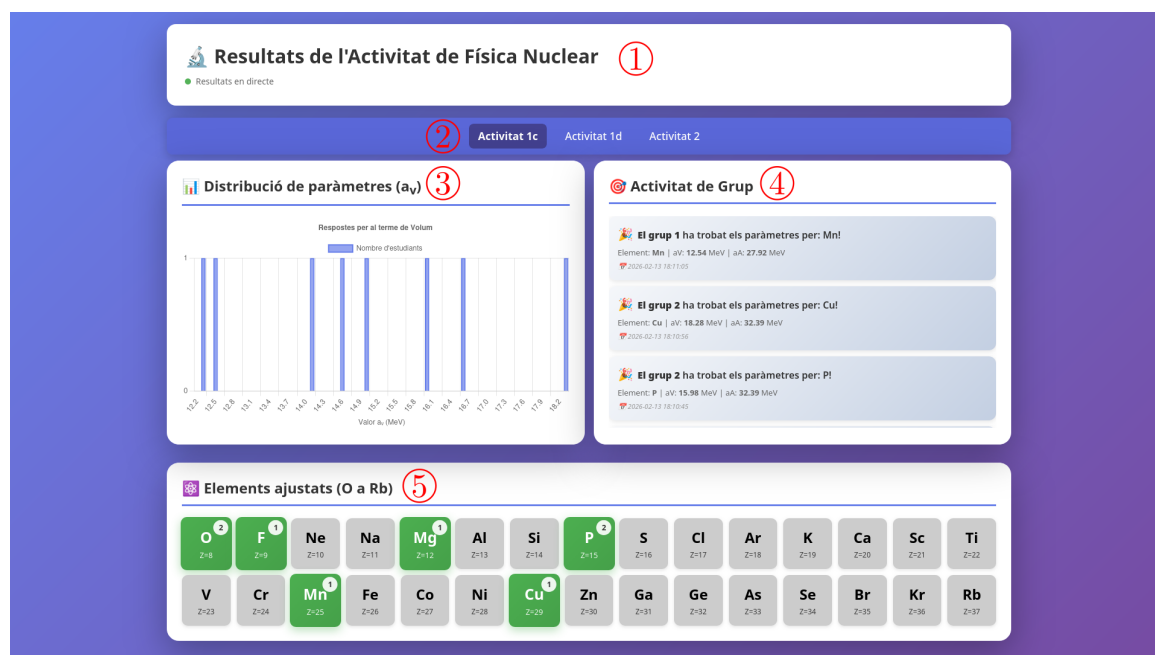 Resultats de l'Activitat de Física Nuclear ①
Resultats en directe
② Activitat 1c Activitat 1d Activitat 2
Distribució de paràmetres (aᵥ) ③
Respostes per al terme de Volum
Nombre d'estudiants
1
0
12.2 12.5 12.8 13.1 13.4 13.7 14.0 14.3 14.6 14.9 15.2 15.5 15.8 16.1 16.4 16.7 17.0 17.3 17.6 17.9 18.2
Valor aᵥ (MeV)
Activitat de Grup ④
El grup 1 ha trobat els paràmetres per: Mn!
Element: Mn | aV: 12.54 MeV | aA: 27.92 MeV
2026-02-13 18:11:05
El grup 2 ha trobat els paràmetres per: Cu!
Element: Cu | aV: 18.28 MeV | aA: 32.39 MeV
2026-02-13 18:10:56
El grup 2 ha trobat els paràmetres per: P!
Element: P | aV: 15.98 MeV | aA: 32.39 MeV
2026-02-13 18:10:45
Elements ajustats (O a Rb) ⑤
2 1 1 2
O F Ne Na Mg Al Si P S Cl Ar K Ca Sc Ti
Z=8 Z=9 Z=10 Z=11 Z=12 Z=13 Z=14 Z=15 Z=16 Z=17 Z=18 Z=19 Z=20 Z=21 Z=22
1 1
V Cr Mn Fe Co Ni Cu Zn Ga Ge As Se Br Kr Rb
Z=23 Z=24 Z=25 Z=26 Z=27 Z=28 Z=29 Z=30 Z=31 Z=32 Z=33 Z=34 Z=35 Z=36 Z=37